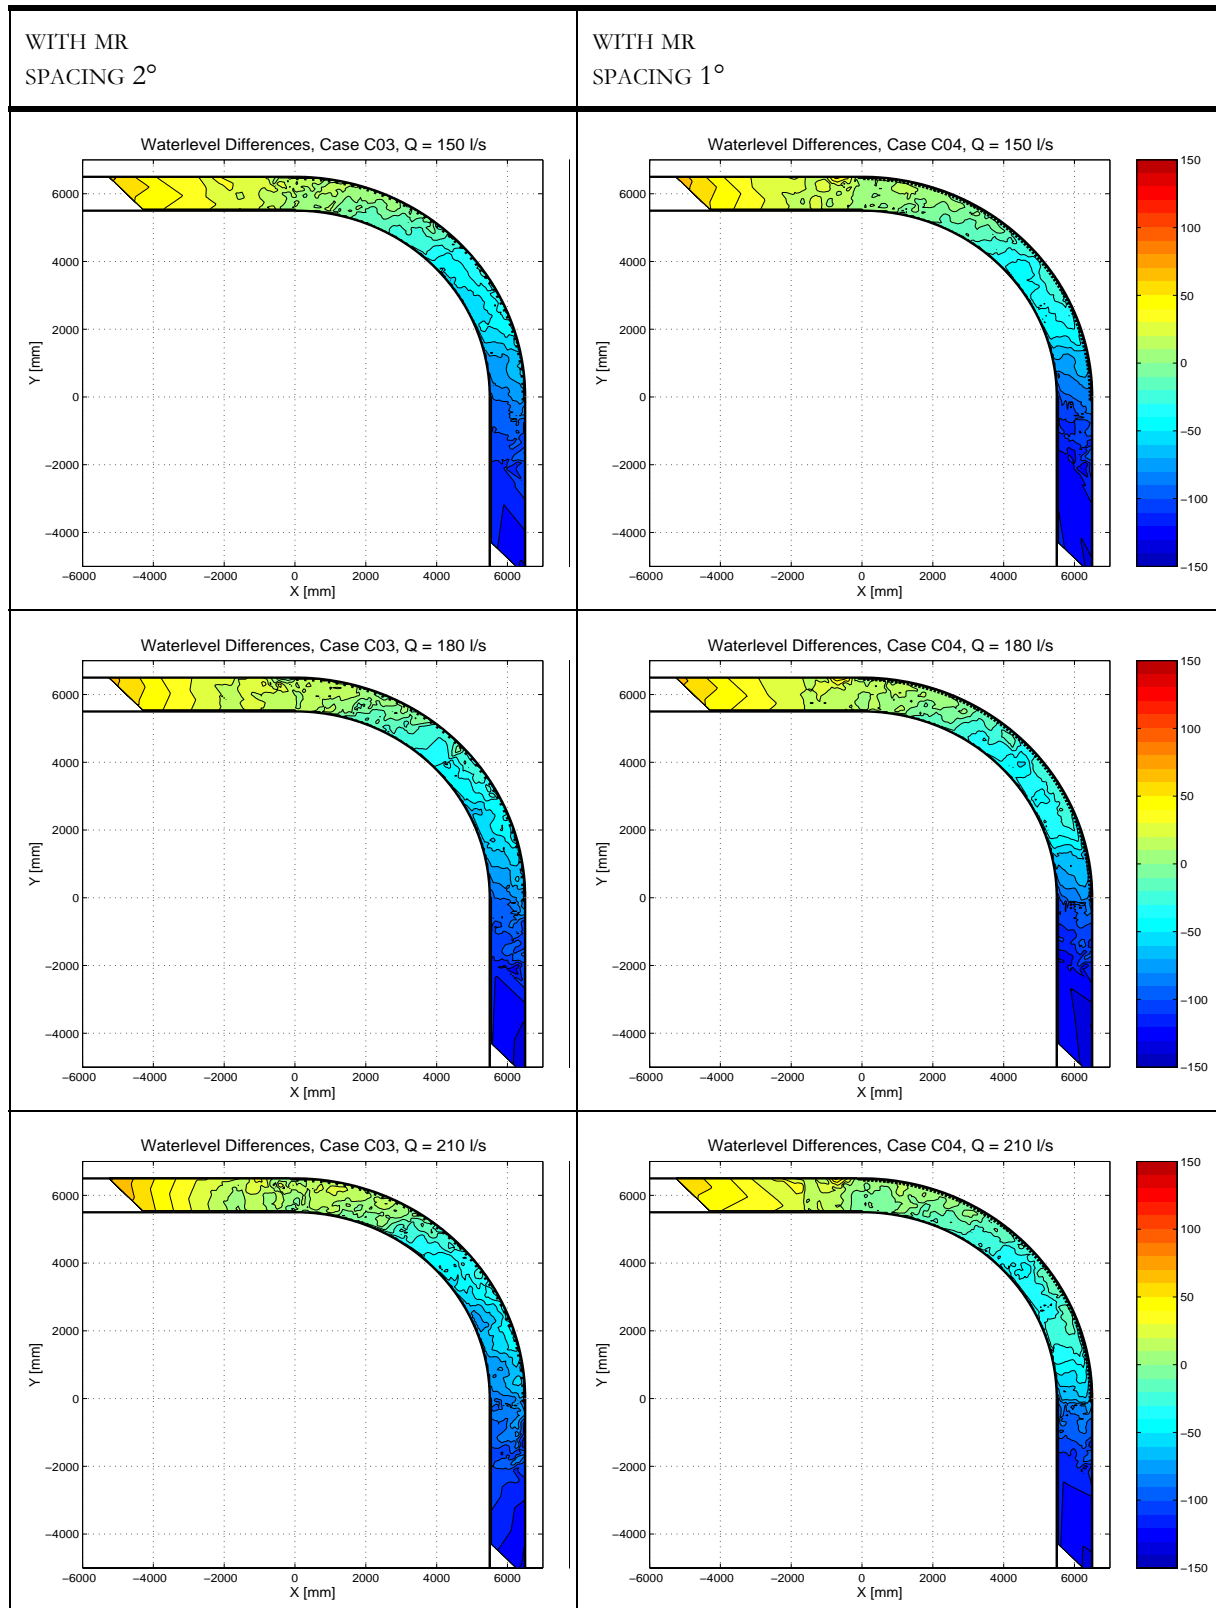 WITH MR
SPACING 2°
WITH MR
SPACING 1°
Waterlevel Differences, Case C03, Q = 150 l/s
6000
4000
2000
0
−2000
−4000
Y [mm]
−6000 −4000 −2000 0 2000 4000 6000
X [mm]
Waterlevel Differences, Case C04, Q = 150 l/s
6000
4000
2000
0
−2000
−4000
Y [mm]
−6000 −4000 −2000 0 2000 4000 6000
X [mm]
150
100
50
0
−50
−100
−150
Waterlevel Differences, Case C03, Q = 180 l/s
6000
4000
2000
0
−2000
−4000
Y [mm]
−6000 −4000 −2000 0 2000 4000 6000
X [mm]
Waterlevel Differences, Case C04, Q = 180 l/s
6000
4000
2000
0
−2000
−4000
Y [mm]
−6000 −4000 −2000 0 2000 4000 6000
X [mm]
150
100
50
0
−50
−100
−150
Waterlevel Differences, Case C03, Q = 210 l/s
6000
4000
2000
0
−2000
−4000
Y [mm]
−6000 −4000 −2000 0 2000 4000 6000
X [mm]
Waterlevel Differences, Case C04, Q = 210 l/s
6000
4000
2000
0
−2000
−4000
Y [mm]
−6000 −4000 −2000 0 2000 4000 6000
X [mm]
150
100
50
0
−50
−100
−150